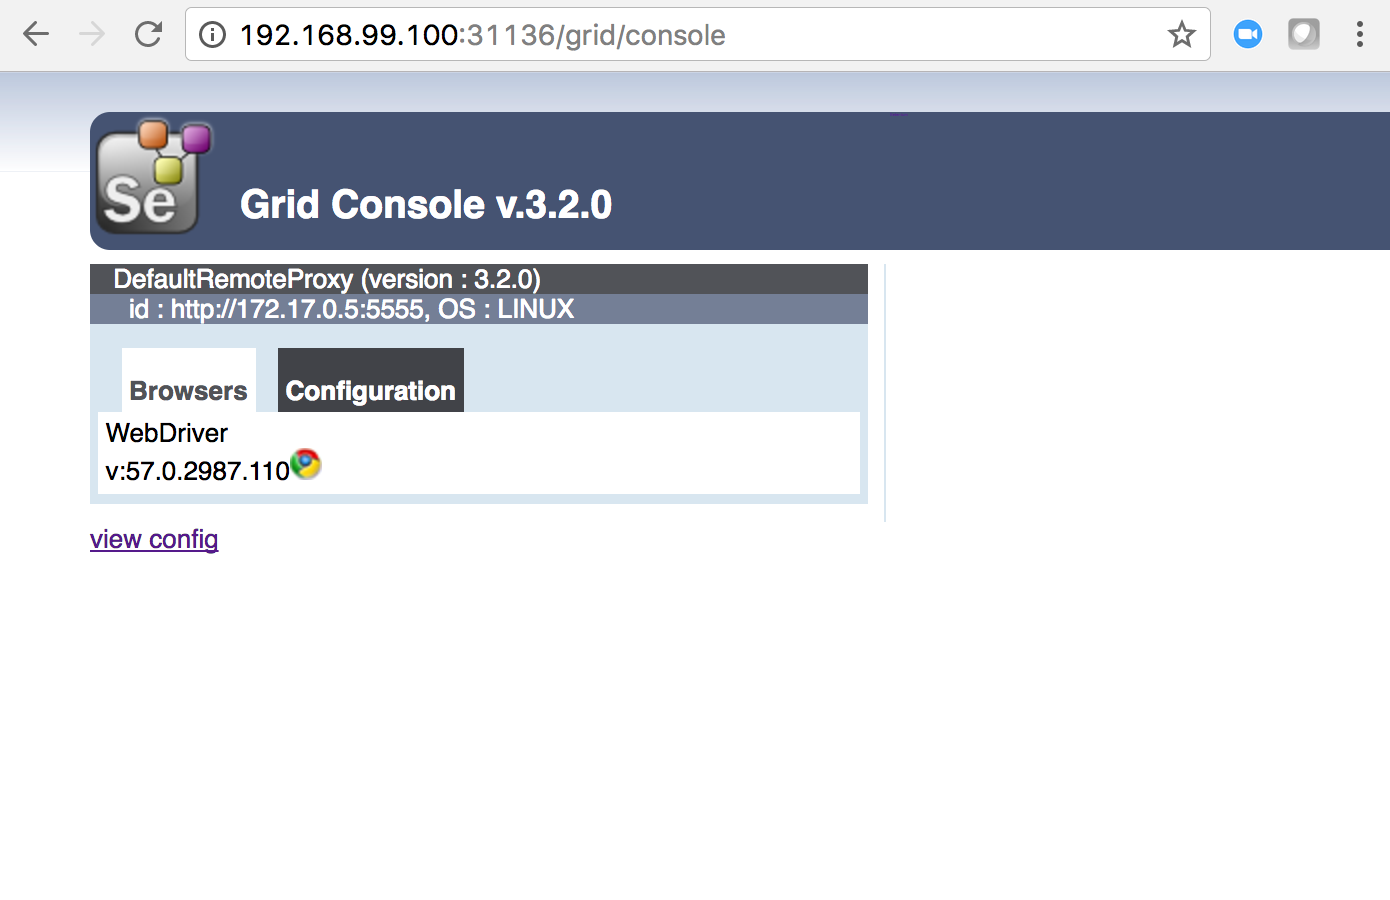 192.168.99.100:31136/grid/console
Se
Grid Console v.3.2.0
DefaultRemoteProxy (version : 3.2.0)
id : http://172.17.0.5:5555, OS : LINUX
Browsers Configuration
WebDriver
v:57.0.2987.110
view config